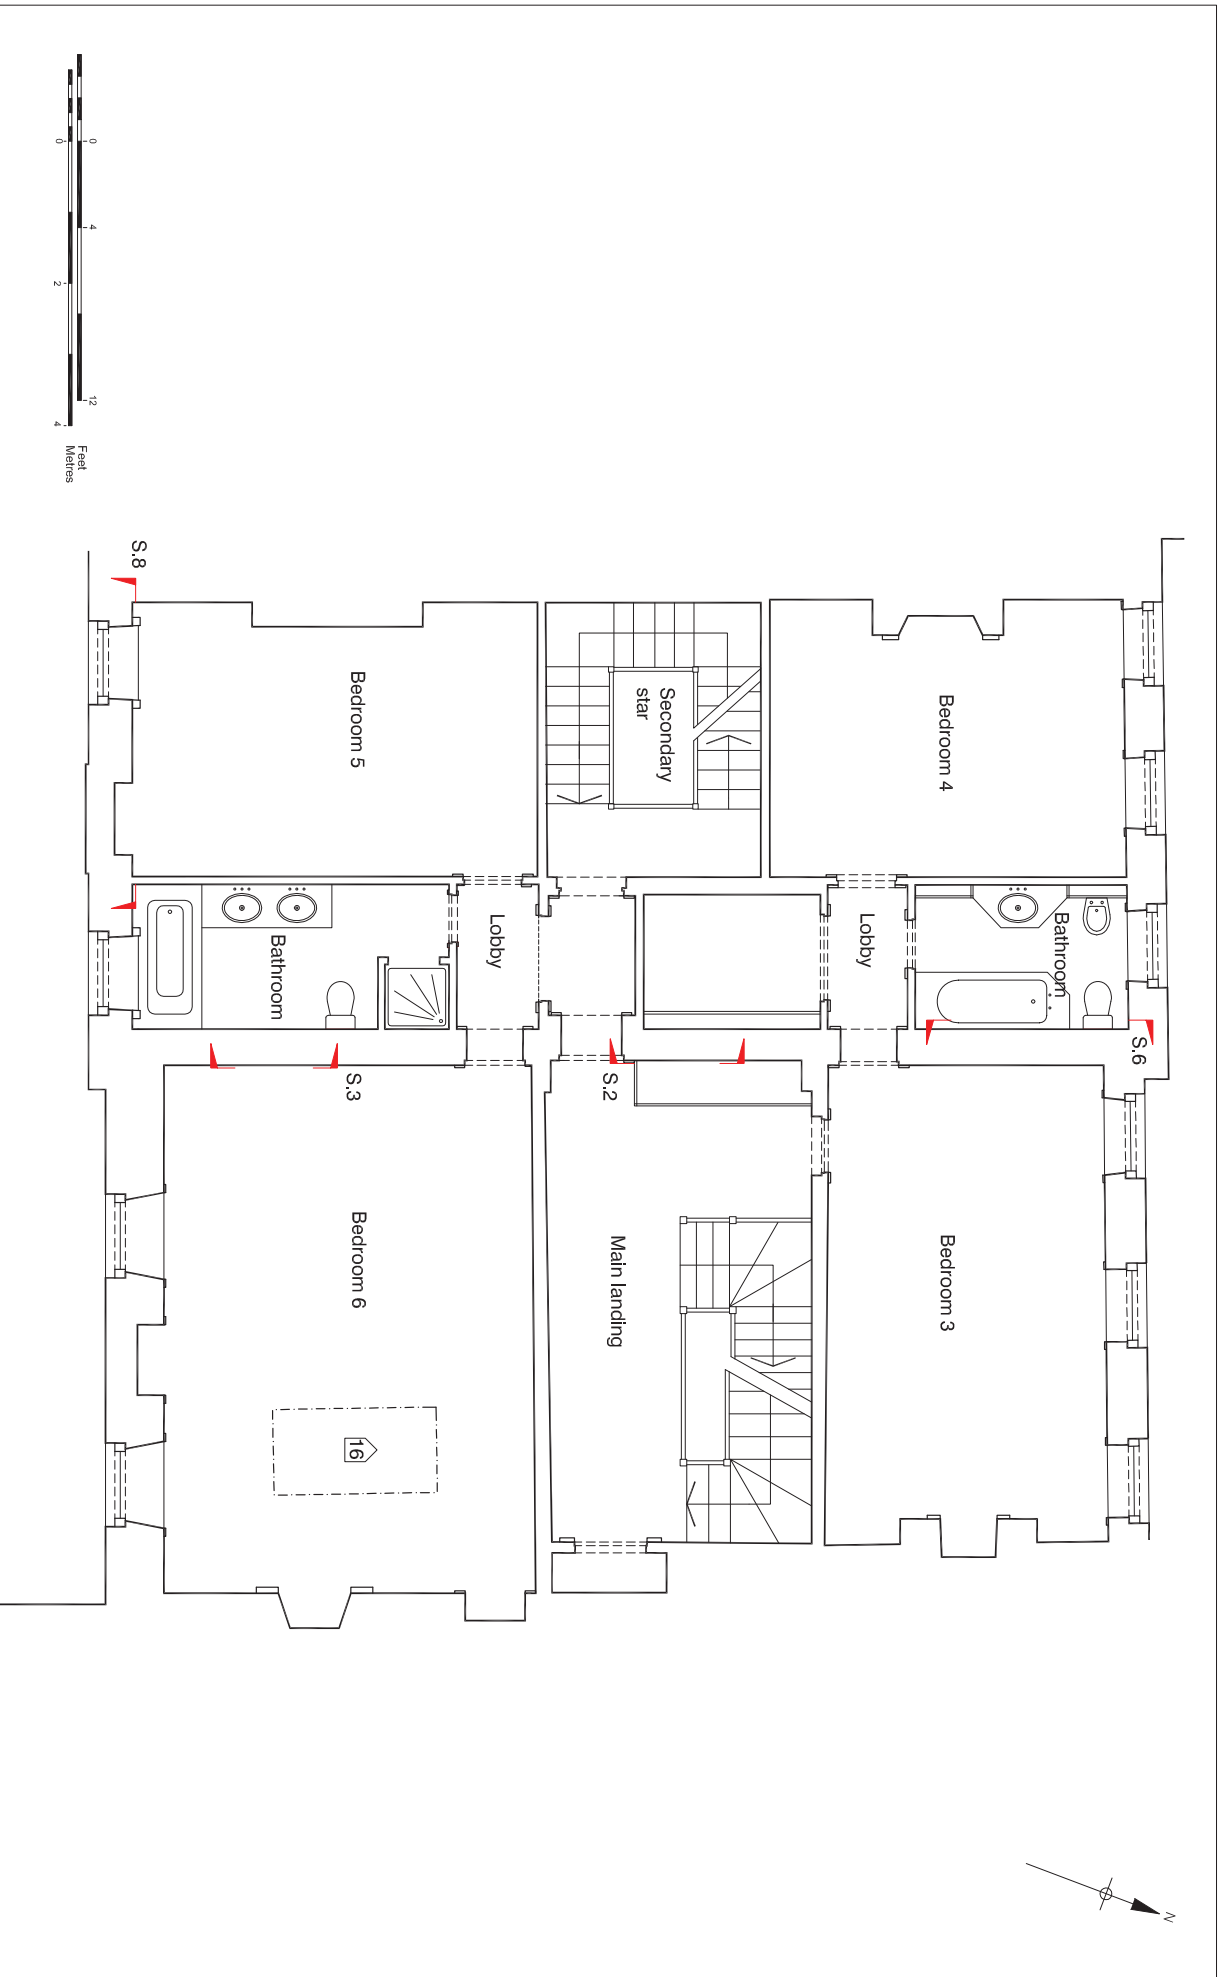 S.6
Bedroom 4
Bathroom
Lobby
Bedroom 3
Secondary
star
S.2
Main landing
Lobby
Bedroom 5
Bathroom
S.3
Bedroom 6
16
S.8
0 4 12 Feet
0 2 4 Metres
N